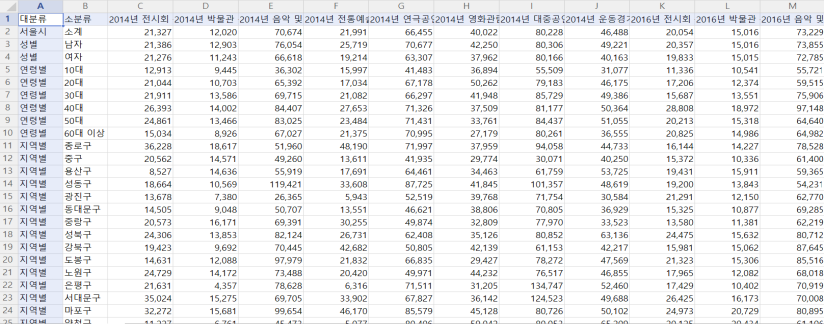 A B C D E F G H I J K L M
1 대분류 소분류 2014년 전시회 2014년 박물관 2014년 음악 및 2014년 전통예 2014년 연극공 2014년 영화관 2014년 대중공 2014년 운동경 2016년 전시회 2016년 박물관 2016년 음악 및
2 서울시 소계 21,327 12,020 70,674 21,991 66,455 40,022 80,228 46,488 20,054 15,016 73,229
3 성별 남자 21,386 12,903 76,054 25,719 70,677 42,250 80,306 49,221 20,357 15,016 73,855
4 성별 여자 21,276 11,243 66,618 19,214 63,307 37,962 80,166 40,163 19,833 15,015 72,785
5 연령별 10대 12,913 9,445 36,302 15,997 41,483 36,894 55,509 31,077 11,336 10,541 55,721
6 연령별 20대 21,044 10,703 65,392 17,034 67,178 50,262 79,183 46,175 17,206 12,374 59,515
7 연령별 30대 21,911 13,586 69,715 21,082 66,297 41,948 85,729 49,386 15,687 13,551 75,906
8 연령별 40대 26,393 14,002 84,407 27,653 71,326 37,509 81,177 50,364 28,808 18,972 97,148
9 연령별 50대 24,861 13,466 83,025 23,484 71,431 33,761 84,437 51,055 20,213 15,318 64,640
10 연령별 60대 이상 15,034 8,926 67,027 21,375 70,995 27,179 80,261 36,555 20,825 14,986 64,982
11 지역별 종로구 36,228 18,617 51,960 48,190 71,997 37,959 94,058 44,733 16,144 14,227 78,528
12 지역별 중구 20,562 14,571 49,260 13,611 41,935 29,774 30,071 40,250 15,372 10,336 61,400
13 지역별 용산구 8,527 14,636 55,919 17,691 64,461 34,463 61,759 53,725 19,431 15,911 59,365
14 지역별 성동구 18,664 10,569 119,421 33,608 87,725 41,845 101,357 48,619 19,200 13,843 54,231
15 지역별 광진구 13,678 7,380 26,365 5,943 52,519 39,768 71,754 30,584 21,291 12,150 62,770
16 지역별 동대문구 14,505 9,048 50,707 13,551 46,621 38,806 70,805 36,929 15,325 10,877 69,285
17 지역별 중랑구 20,573 16,171 69,391 30,255 49,874 32,809 77,970 33,523 13,580 11,381 62,219
18 지역별 성북구 24,306 13,853 82,124 26,731 62,408 35,126 80,852 63,136 24,475 15,632 80,712
19 지역별 강북구 19,423 9,692 70,445 42,682 50,805 42,139 61,153 42,217 15,981 15,062 87,645
20 지역별 도봉구 14,631 12,088 97,979 21,832 66,835 29,427 78,272 47,569 21,323 15,106 85,516
21 지역별 노원구 24,729 14,172 73,488 20,420 49,971 44,232 76,517 46,855 17,965 12,082 68,018
22 지역별 은평구 21,631 4,357 78,628 6,316 71,511 31,205 134,747 52,460 17,429 10,402 70,919
23 지역별 서대문구 35,024 15,275 69,705 33,902 67,827 36,142 124,523 49,688 26,425 16,173 70,008
24 지역별 마포구 32,272 15,681 99,654 46,170 85,579 45,128 80,726 50,102 24,973 20,729 80,895